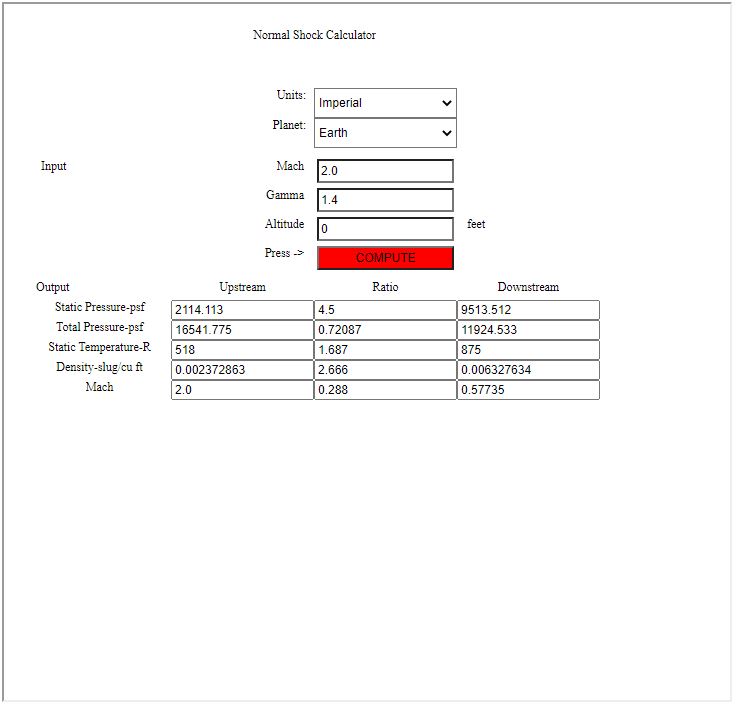 Normal Shock Calculator
Units: Imperial
Planet: Earth
Input Mach 2.0
Gamma 1.4
Altitude 0 feet
Press -> COMPUTE
Output Upstream Ratio Downstream
Static Pressure-psf 2114.113 4.5 9513.512
Total Pressure-psf 16541.775 0.72087 11924.533
Static Temperature-R 518 1.687 875
Density-slug/cu ft 0.002372863 2.666 0.006327634
Mach 2.0 0.288 0.57735